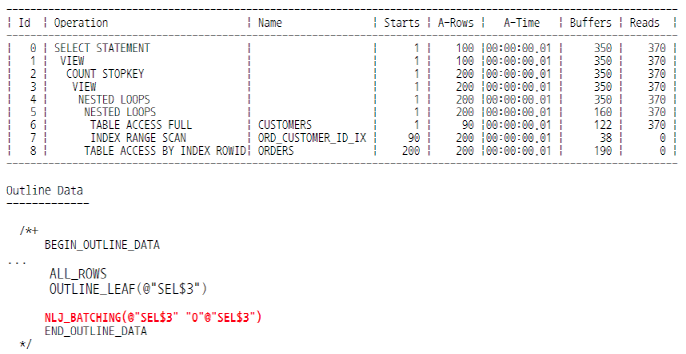 --------------------------------------------------------------------------------------------------------
| Id | Operation | Name | Starts | A-Rows | A-Time | Buffers | Reads |
--------------------------------------------------------------------------------------------------------
| 0 | SELECT STATEMENT | | 1 | 100 |00:00:00.01 | 350 | 370 |
| 1 | VIEW | | 1 | 100 |00:00:00.01 | 350 | 370 |
| 2 | COUNT STOPKEY | | 1 | 200 |00:00:00.01 | 350 | 370 |
| 3 | VIEW | | 1 | 200 |00:00:00.01 | 350 | 370 |
| 4 | NESTED LOOPS | | 1 | 200 |00:00:00.01 | 350 | 370 |
| 5 | NESTED LOOPS | | 1 | 200 |00:00:00.01 | 160 | 370 |
| 6 | TABLE ACCESS FULL | CUSTOMERS | 1 | 90 |00:00:00.01 | 122 | 370 |
| 7 | INDEX RANGE SCAN | ORD_CUSTOMER_ID_IX | 90 | 200 |00:00:00.01 | 38 | 0 |
| 8 | TABLE ACCESS BY INDEX ROWID| ORDERS | 200 | 200 |00:00:00.01 | 190 | 0 |
--------------------------------------------------------------------------------------------------------
Outline Data
-------------
/*+
BEGIN_OUTLINE_DATA
...
ALL_ROWS
OUTLINE_LEAF(@"SEL$3")
NLJ_BATCHING(@"SEL$3" "O"@"SEL$3")
END_OUTLINE_DATA
*/